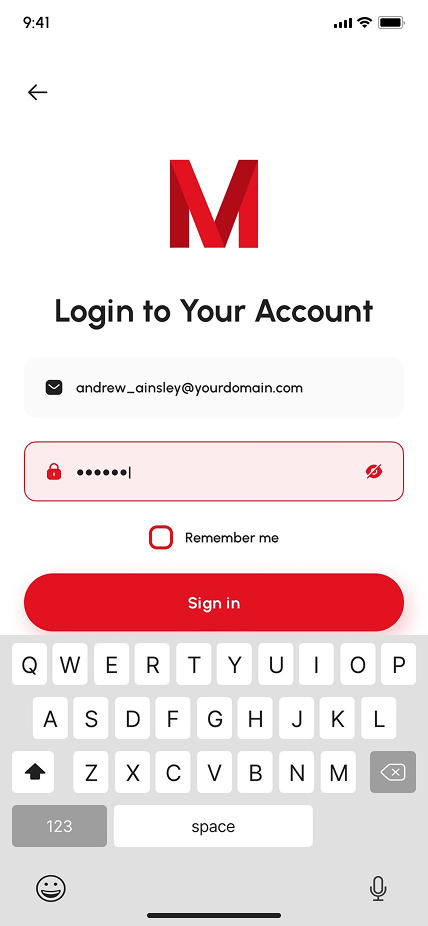 9:41
M
Login to Your Account
andrew_ainsley@yourdomain.com
••••••
Remember me
Sign in
Q W E R T Y U I O P
A S D F G H J K L
Z X C V B N M
123 space